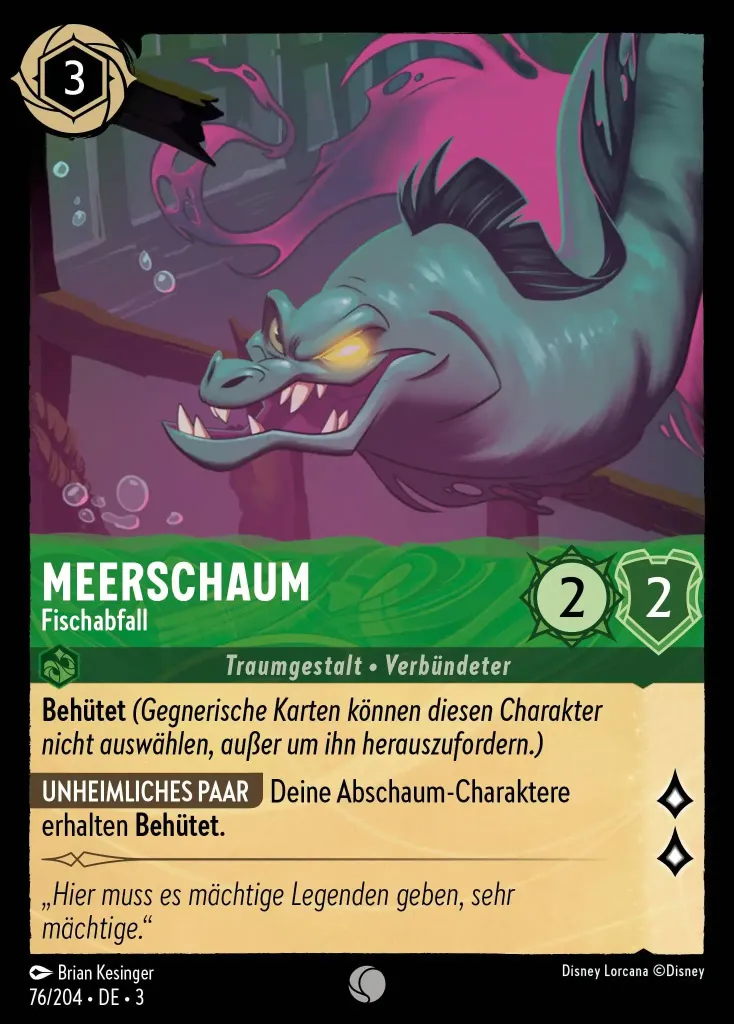 3
MEERSCHAUM
Fischabfall
2
2
Traumgestalt • Verbündeter
Behütet (Gegnerische Karten können diesen Charakter
nicht auswählen, außer um ihn herauszufordern.)
UNHEIMLICHES PAAR Deine Abschaum-Charaktere
erhalten Behütet.
„Hier muss es mächtige Legenden geben, sehr
mächtige.“
Brian Kesinger
Disney Lorcana ©Disney
76/204 • DE • 3